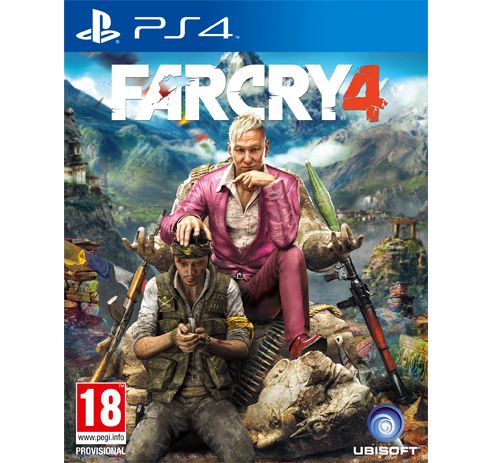 PS4
FARCRY4
18
www.pegi.info
PROVISIONAL
UBISOFT